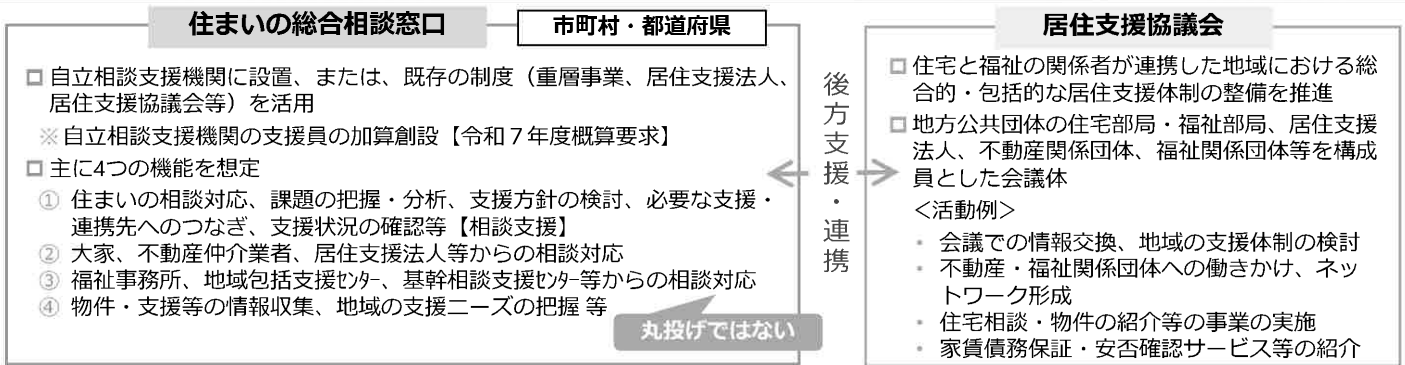 住まいの総合相談窓口
市町村・都道府県
□ 自立相談支援機関に設置、または、既存の制度（重層事業、居住支援法人、
居住支援協議会等）を活用
※自立相談支援機関の支援員の加算創設【令和７年度概算要求】
□ 主に4つの機能を想定
① 住まいの相談対応、課題の把握・分析、支援方針の検討、必要な支援・
連携先へのつなぎ、支援状況の確認等【相談支援】
② 大家、不動産仲介業者、居住支援法人等からの相談対応
③ 福祉事務所、地域包括支援ｾﾝﾀｰ、基幹相談支援ｾﾝﾀｰ等からの相談対応
④ 物件・支援等の情報収集、地域の支援ニーズの把握 等
丸投げではない
後方支援・連携
居住支援協議会
□ 住宅と福祉の関係者が連携した地域における総
合的・包括的な居住支援体制の整備を推進
□ 地方公共団体の住宅部局・福祉部局、居住支援
法人、不動産関係団体、福祉関係団体等を構成
員とした会議体
＜活動例＞
・ 会議での情報交換、地域の支援体制の検討
・ 不動産・福祉関係団体への働きかけ、ネッ
トワーク形成
・ 住宅相談・物件の紹介等の事業の実施
・ 家賃債務保証・安否確認サービス等の紹介